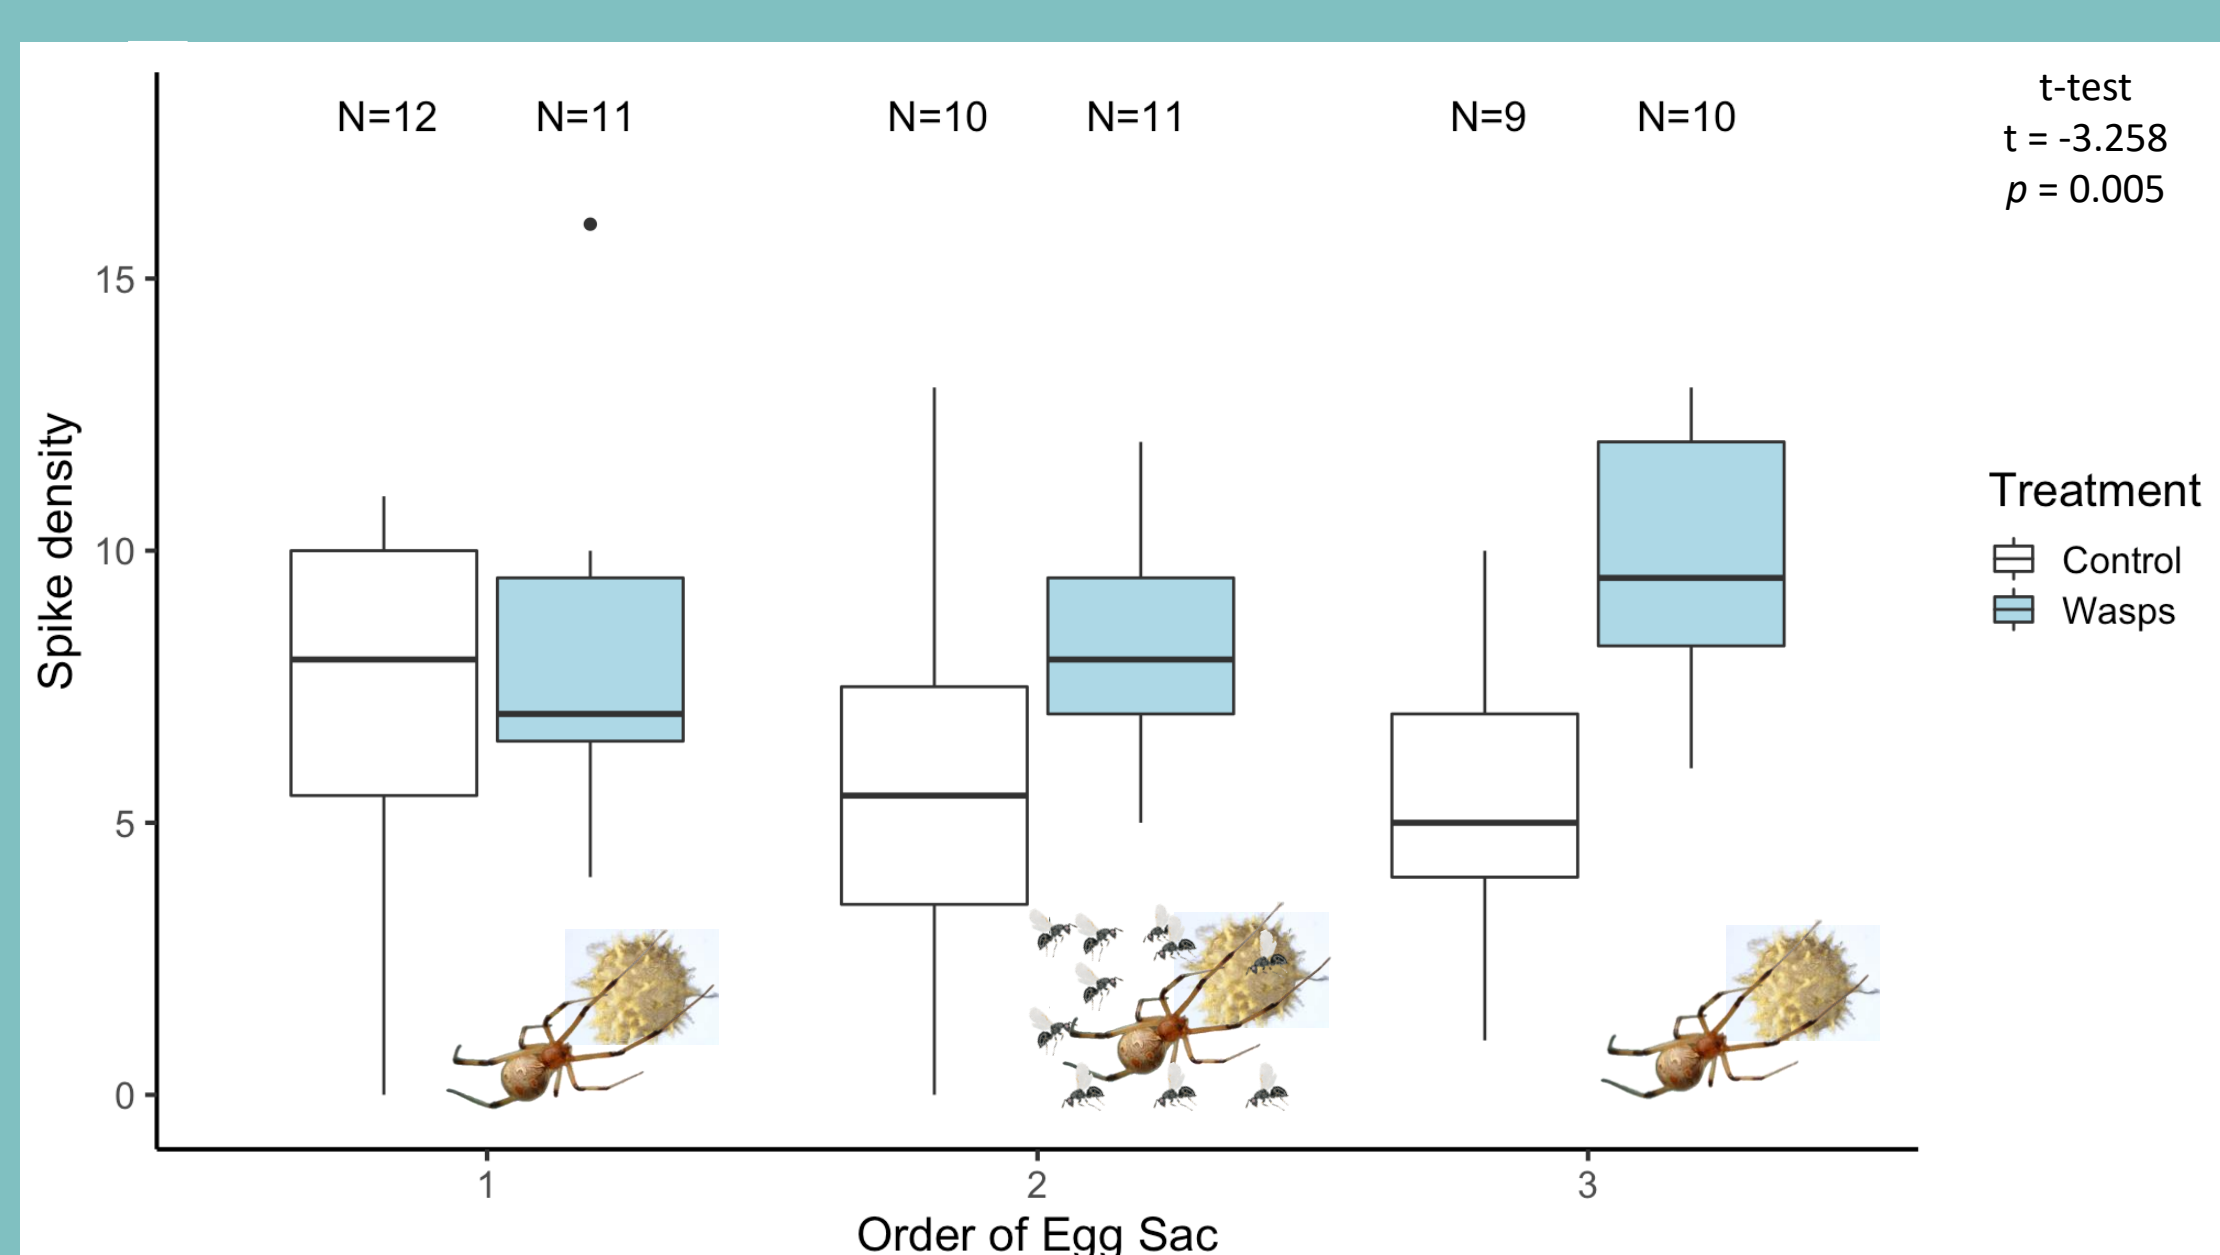 N=12 N=11 N=10 N=11 N=9 N=10
t-test
t = -3.258
p = 0.005
15
10
5
0
Spike density
Treatment
Control
Wasps
1 2 3
Order of Egg Sac